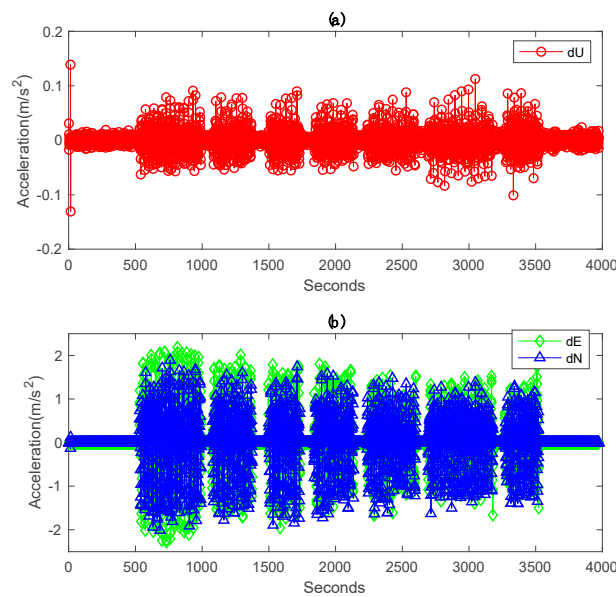 (a)
0.2
0.1
0
-0.1
-0.2
Acceleration(m/s²)
dU
0 500 1000 1500 2000 2500 3000 3500 4000
Seconds
(b)
2
1
0
-1
-2
Acceleration(m/s²)
dE
dN
0 500 1000 1500 2000 2500 3000 3500 4000
Seconds